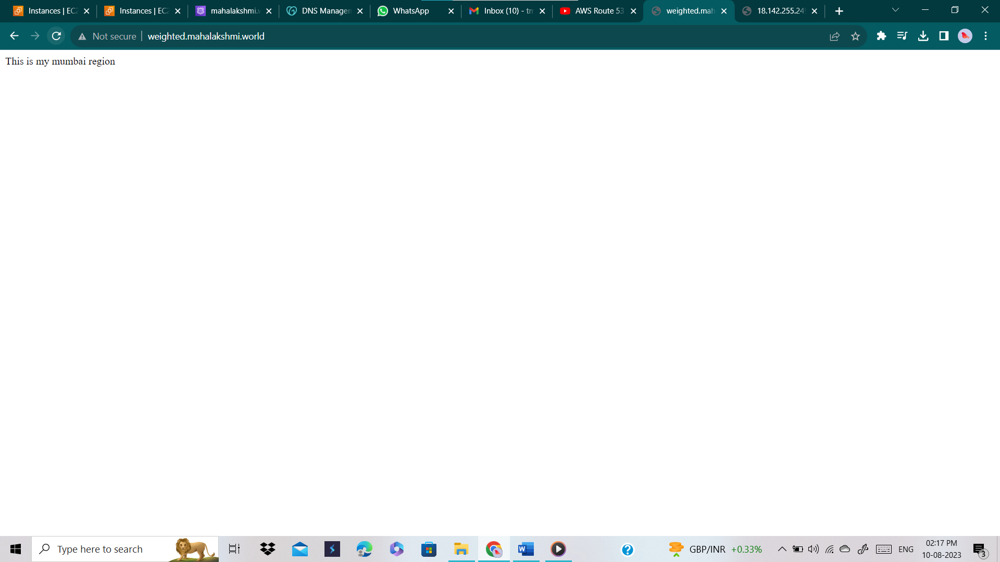 Instances | EC2
Instances | EC2
mahalakshmi.
DNS Managem
WhatsApp
Inbox (10) - tm
AWS Route 53
weighted.mah
18.142.255.24
Not secure
weighted.mahalakshmi.world
This is my mumbai region
Type here to search
GBP/INR +0.33%
ENG
02:17 PM
10-08-2023
3